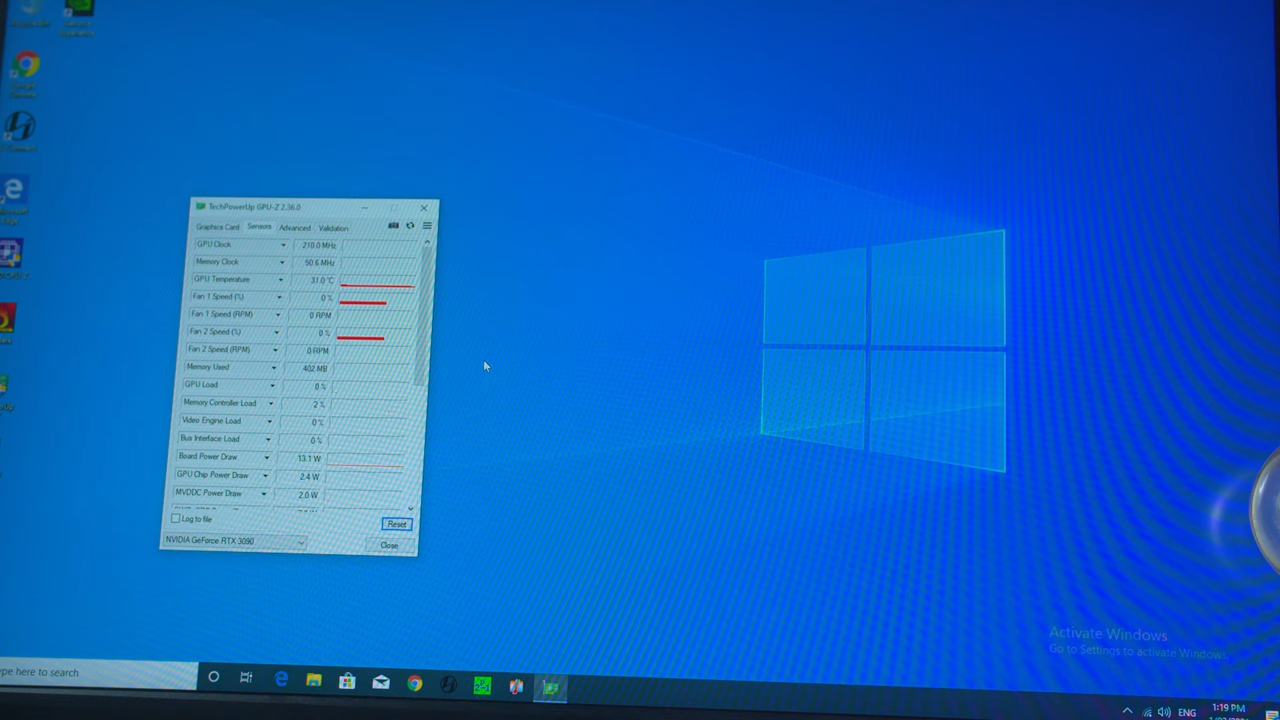 TechPowerUp GPU-Z 2.36.0
Graphics Card Sensors Advanced Validation
GPU Clock 210.0 MHz
Memory Clock 50.6 MHz
GPU Temperature 31.0 °C
Fan 1 Speed (%) 0 %
Fan 1 Speed (RPM) 0 RPM
Fan 2 Speed (%) 0 %
Fan 2 Speed (RPM) 0 RPM
Memory Used 402 MB
GPU Load 0 %
Memory Controller Load 2 %
Video Engine Load 0 %
Bus Interface Load 0 %
Board Power Draw 13.1 W
GPU Chip Power Draw 2.4 W
MVDDC Power Draw 2.0 W
Log to file
Reset
NVIDIA GeForce RTX 3090
Close
Activate Windows
Go to Settings to activate Windows.
ype here to search
ENG
1:19 PM